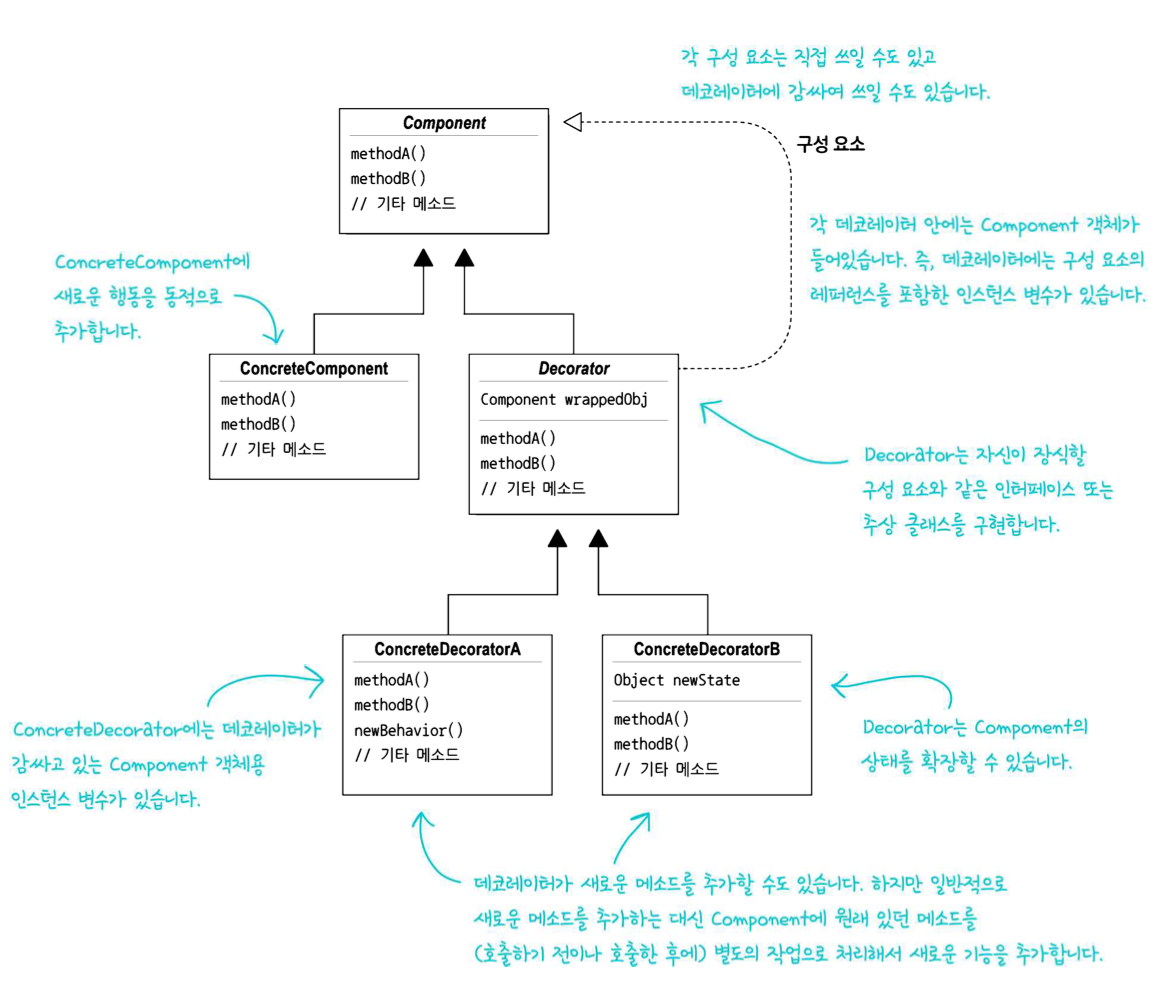 각 구성 요소는 직접 쓰일 수도 있고
데코레이터에 감싸여 쓰일 수도 있습니다.
Component
methodA()
methodB()
// 기타 메소드
구성 요소
각 데코레이터 안에는 Component 객체가
들어있습니다. 즉, 데코레이터에는 구성 요소의
레퍼런스를 포함한 인스턴스 변수가 있습니다.
ConcreteComponent에
새로운 행동을 동적으로
추가합니다.
ConcreteComponent
methodA()
methodB()
// 기타 메소드
Decorator
Component wrappedObj
methodA()
methodB()
// 기타 메소드
Decorator는 자신이 장식할
구성 요소와 같은 인터페이스 또는
추상 클래스를 구현합니다.
ConcreteDecoratorA
methodA()
methodB()
newBehavior()
// 기타 메소드
ConcreteDecoratorB
Object newState
methodA()
methodB()
// 기타 메소드
ConcreteDecorator에는 데코레이터가
감싸고 있는 Component 객체용
인스턴스 변수가 있습니다.
Decorator는 Component의
상태를 확장할 수 있습니다.
데코레이터가 새로운 메소드를 추가할 수도 있습니다. 하지만 일반적으로
새로운 메소드를 추가하는 대신 Component에 원래 있던 메소드를
(호출하기 전이나 호출한 후에) 별도의 작업으로 처리해서 새로운 기능을 추가합니다.